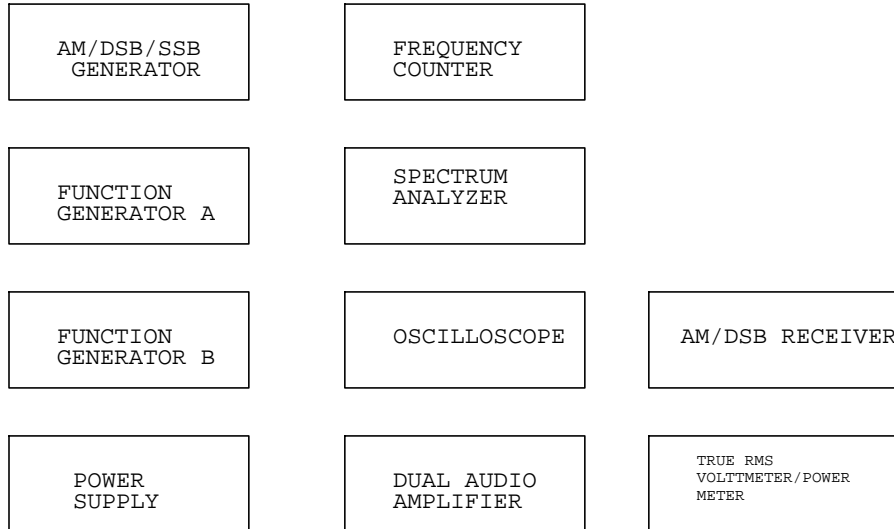 AM/DSB/SSB
GENERATOR
FREQUENCY
COUNTER
FUNCTION
GENERATOR A
SPECTRUM
ANALYZER
FUNCTION
GENERATOR B
OSCILLOSCOPE
AM/DSB RECEIVER
POWER
SUPPLY
DUAL AUDIO
AMPLIFIER
TRUE RMS
VOLTTMETER/POWER
METER